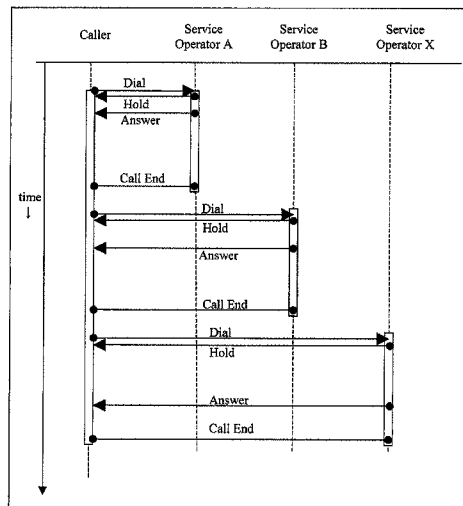 Caller
Service
Operator A
Service
Operator B
Service
Operator X
Dial
Hold
Answer
Call End
time
↓
Dial
Hold
Answer
Call End
Dial
Hold
Answer
Call End